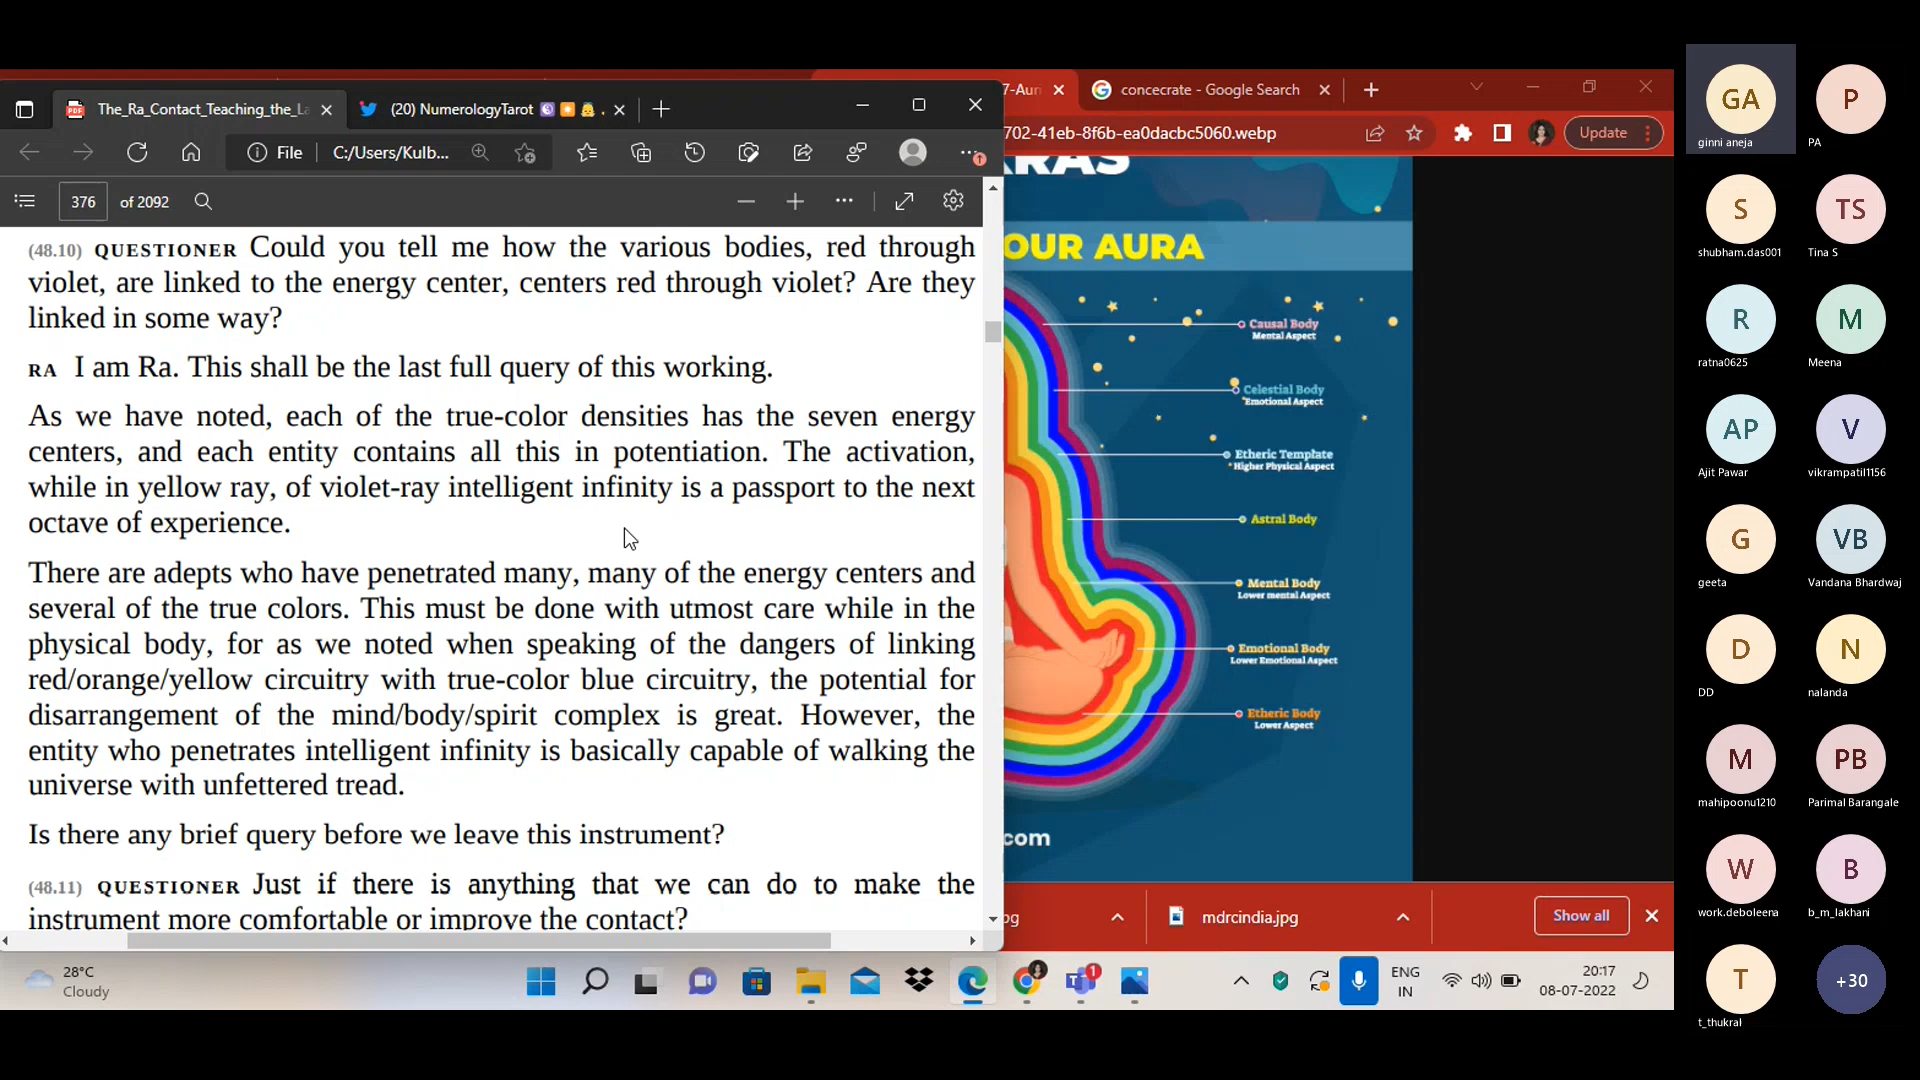 The_Ra_Contact_Teaching_the_La
(20) NumerologyTarot
File
C:/Users/Kulb...
376
of 2092
(48.10) QUESTIONER Could you tell me how the various bodies, red through
violet, are linked to the energy center, centers red through violet? Are they
linked in some way?
RA I am Ra. This shall be the last full query of this working.
As we have noted, each of the true-color densities has the seven energy
centers, and each entity contains all this in potentiation. The activation,
while in yellow ray, of violet-ray intelligent infinity is a passport to the next
octave of experience.
There are adepts who have penetrated many, many of the energy centers and
several of the true colors. This must be done with utmost care while in the
physical body, for as we noted when speaking of the dangers of linking
red/orange/yellow circuitry with true-color blue circuitry, the potential for
disarrangement of the mind/body/spirit complex is great. However, the
entity who penetrates intelligent infinity is basically capable of walking the
universe with unfettered tread.
Is there any brief query before we leave this instrument?
(48.11) QUESTIONER Just if there is anything that we can do to make the
instrument more comfortable or improve the contact?
7-Aur
concecrate - Google Search
702-41eb-8f6b-ea0dacbc5060.webp
Update
OUR AURA
Causal Body
Mental Aspect
Celestial Body
*Emotional Aspect
Etheric Template
Higher Physical Aspect
Astral Body
Mental Body
Lower mental Aspect
Emotional Body
Lower Emotional Aspect
Etheric Body
Lower Aspect
com
mdrcindia.jpg
Show all
28°C
Cloudy
1
ENG
IN
20:17
08-07-2022
GA
ginni aneja
P
PA
S
shubham.das001
TS
Tina S
R
ratna0625
M
Meena
AP
Ajit Pawar
V
vikrampatil1156
G
geeta
VB
Vandana Bhardwaj
D
DD
N
nalanda
M
mahipoonu1210
PB
Parimal Barangale
W
work.deboleena
B
b_m_lakhani
T
t_thukral
+30